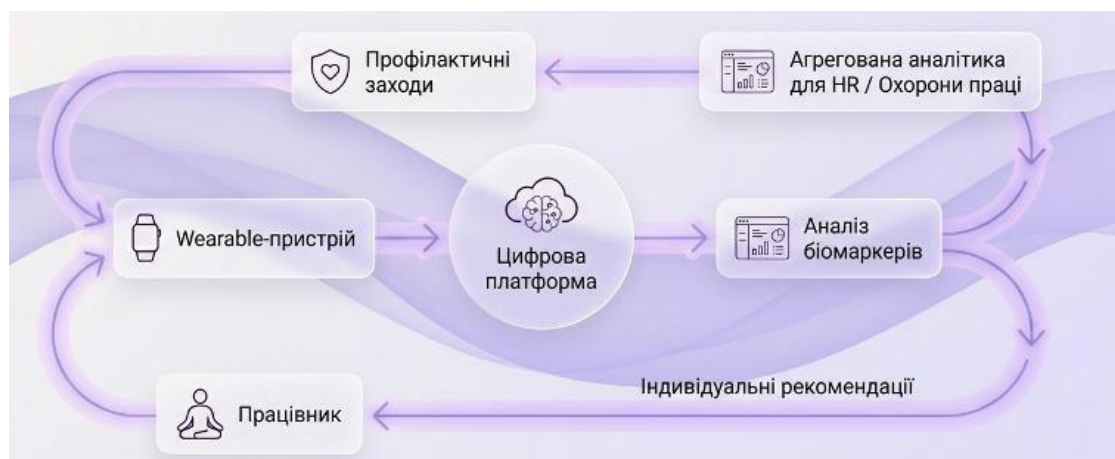 Профілактичні
заходи
Агрегована аналітика
для HR / Охорони праці
Wearable-пристрій
Цифрова
платформа
Аналіз
біомаркерів
Індивідуальні рекомендації
Працівник